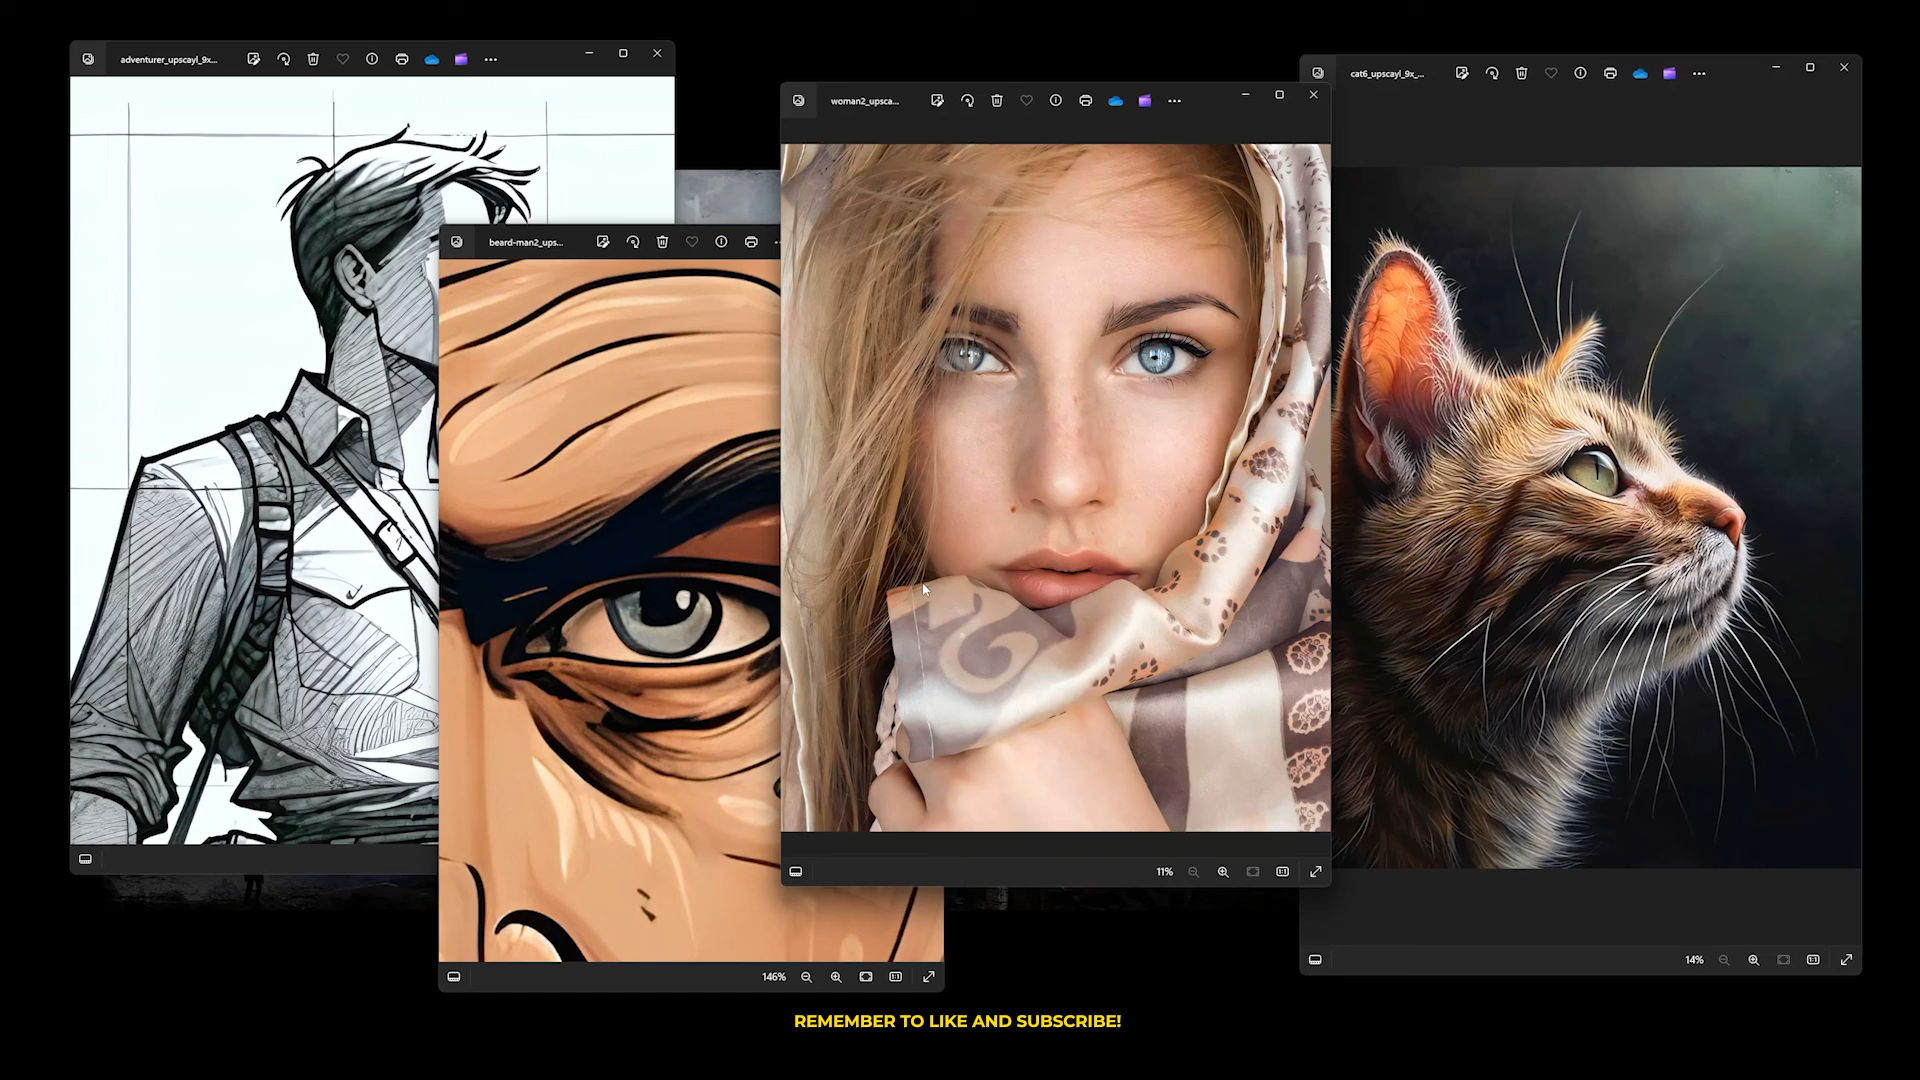 adventurer_upscayl_9x...
cat6_upscayl_9x_...
woman2_upsca...
beard-man2_ups...
11%
14%
146%
REMEMBER TO LIKE AND SUBSCRIBE!